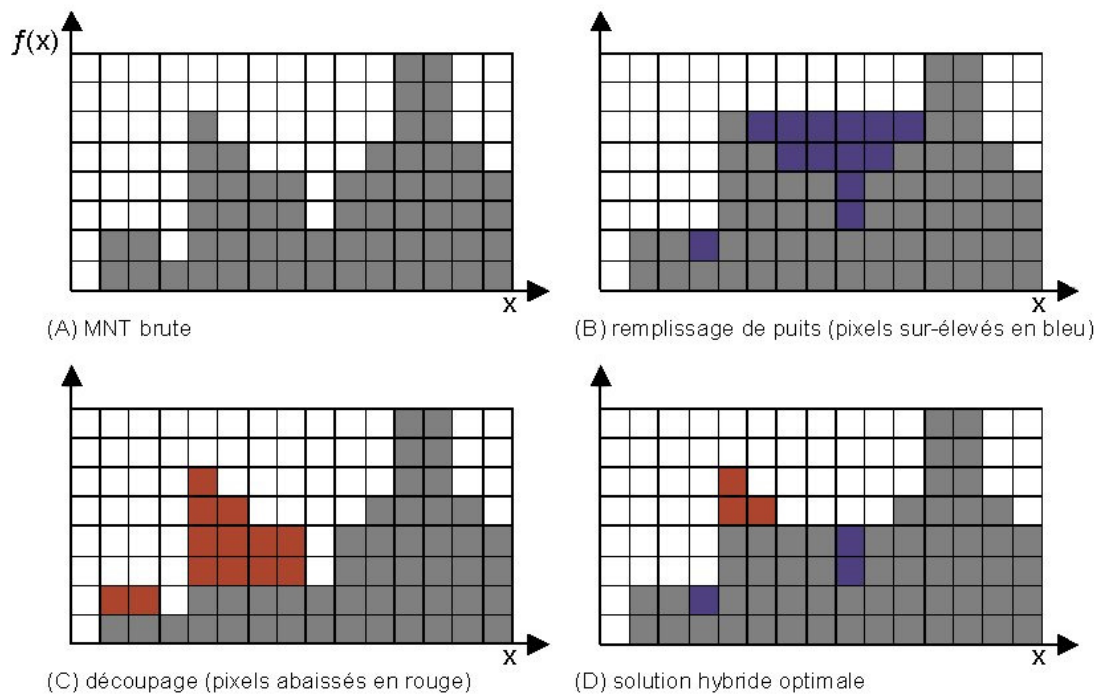 f(x)
x
x
(A) MNT brute
(B) remplissage de puits (pixels sur-élevés en bleu)
x
x
(C) découpage (pixels abaissés en rouge)
(D) solution hybride optimale